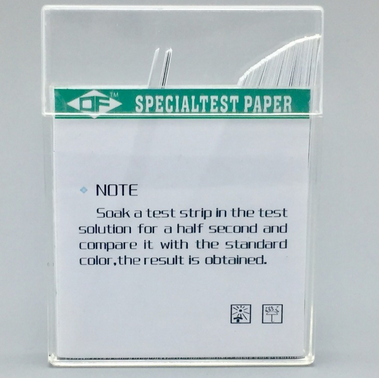 DF™ SPECIALTEST PAPER
NOTE
Soak a test strip in the test
solution for a half second and
compare it with the standard
color,the result is obtained.